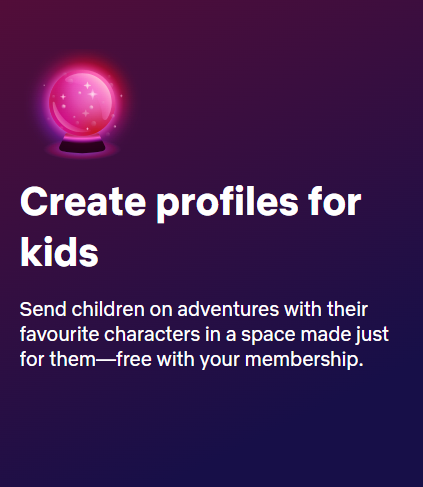 Create profiles for
kids
Send children on adventures with their
favourite characters in a space made just
for them—free with your membership.